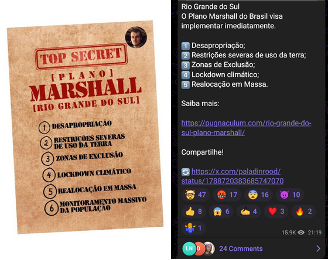 TOP SECRET
[PLANO]
MARSHALL
[RIO GRANDE DO SUL]
1 DESAPROPRIAÇÃO
2 RESTRIÇÕES SEVERAS
DE USO DA TERRA
3 ZONAS DE EXCLUSÃO
4 LOCKDOWN CLIMÁTICO
5 REALOCAÇÃO EM MASSA
6 MONITORAMENTO MASSIVO
DA POPULAÇÃO
Rio Grande do Sul
O Plano Marshall do Brasil visa
implementar imediatamente.
1 Desapropriação;
2 Restrições severas de uso da terra;
3 Zonas de Exclusão;
4 Lockdown climático;
5 Realocação em Massa.
Saiba mais:
https://pugnaculum.com/rio-grande-do-
sul-plano-marshall/
Compartilhe!
https://x.com/paladinrood/
status/1788720383685747070
47 17 16 10
8 6 4 3 2
1
15.9K 21:19
24 Comments